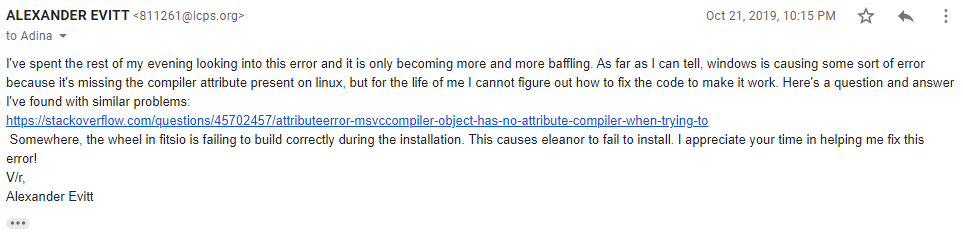 ALEXANDER EVITT <811261@lcps.org> Oct 21, 2019, 10:15 PM
to Adina
I've spent the rest of my evening looking into this error and it is only becoming more and more baffling. As far as I can tell, windows is causing some sort of error
because it's missing the compiler attribute present on linux, but for the life of me I cannot figure out how to fix the code to make it work. Here's a question and answer
I've found with similar problems:
https://stackoverflow.com/questions/45702457/attributeerror-msvccompiler-object-has-no-attribute-compiler-when-trying-to
Somewhere, the wheel in fitsio is failing to build correctly during the installation. This causes eleanor to fail to install. I appreciate your time in helping me fix this
error!
V/r,
Alexander Evitt